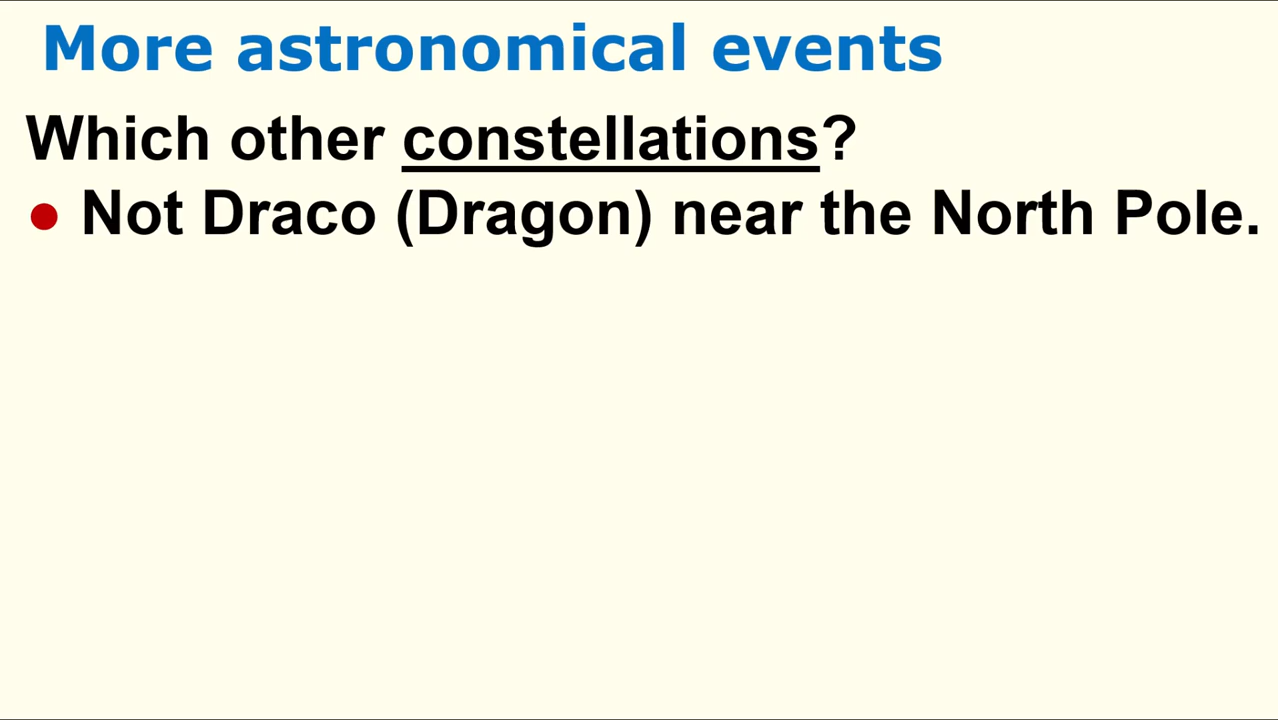 More astronomical events
Which other constellations?
● Not Draco (Dragon) near the North Pole.